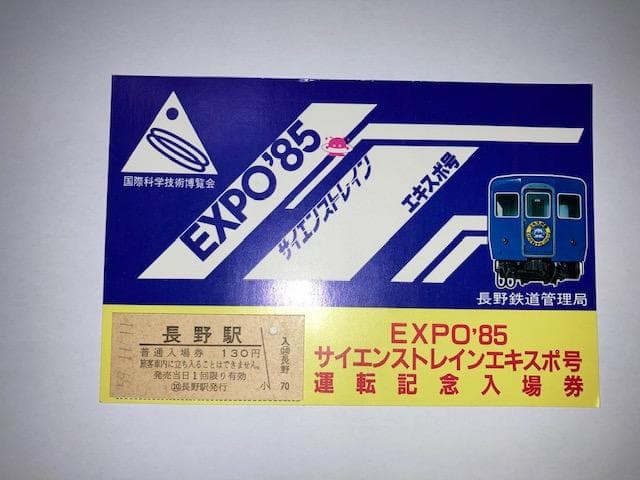 国際科学技術博覧会
EXPO'85
サイエンストレイン
エキスポ号
長野鉄道管理局
長野駅
普通入場券 130円
旅客車内に立ち入ることはできません。
発売当日1回限り有効
⑩長野駅発行
小
入
長野
70
EXPO'85
サイエンストレインエキスポ号
運転記念入場券